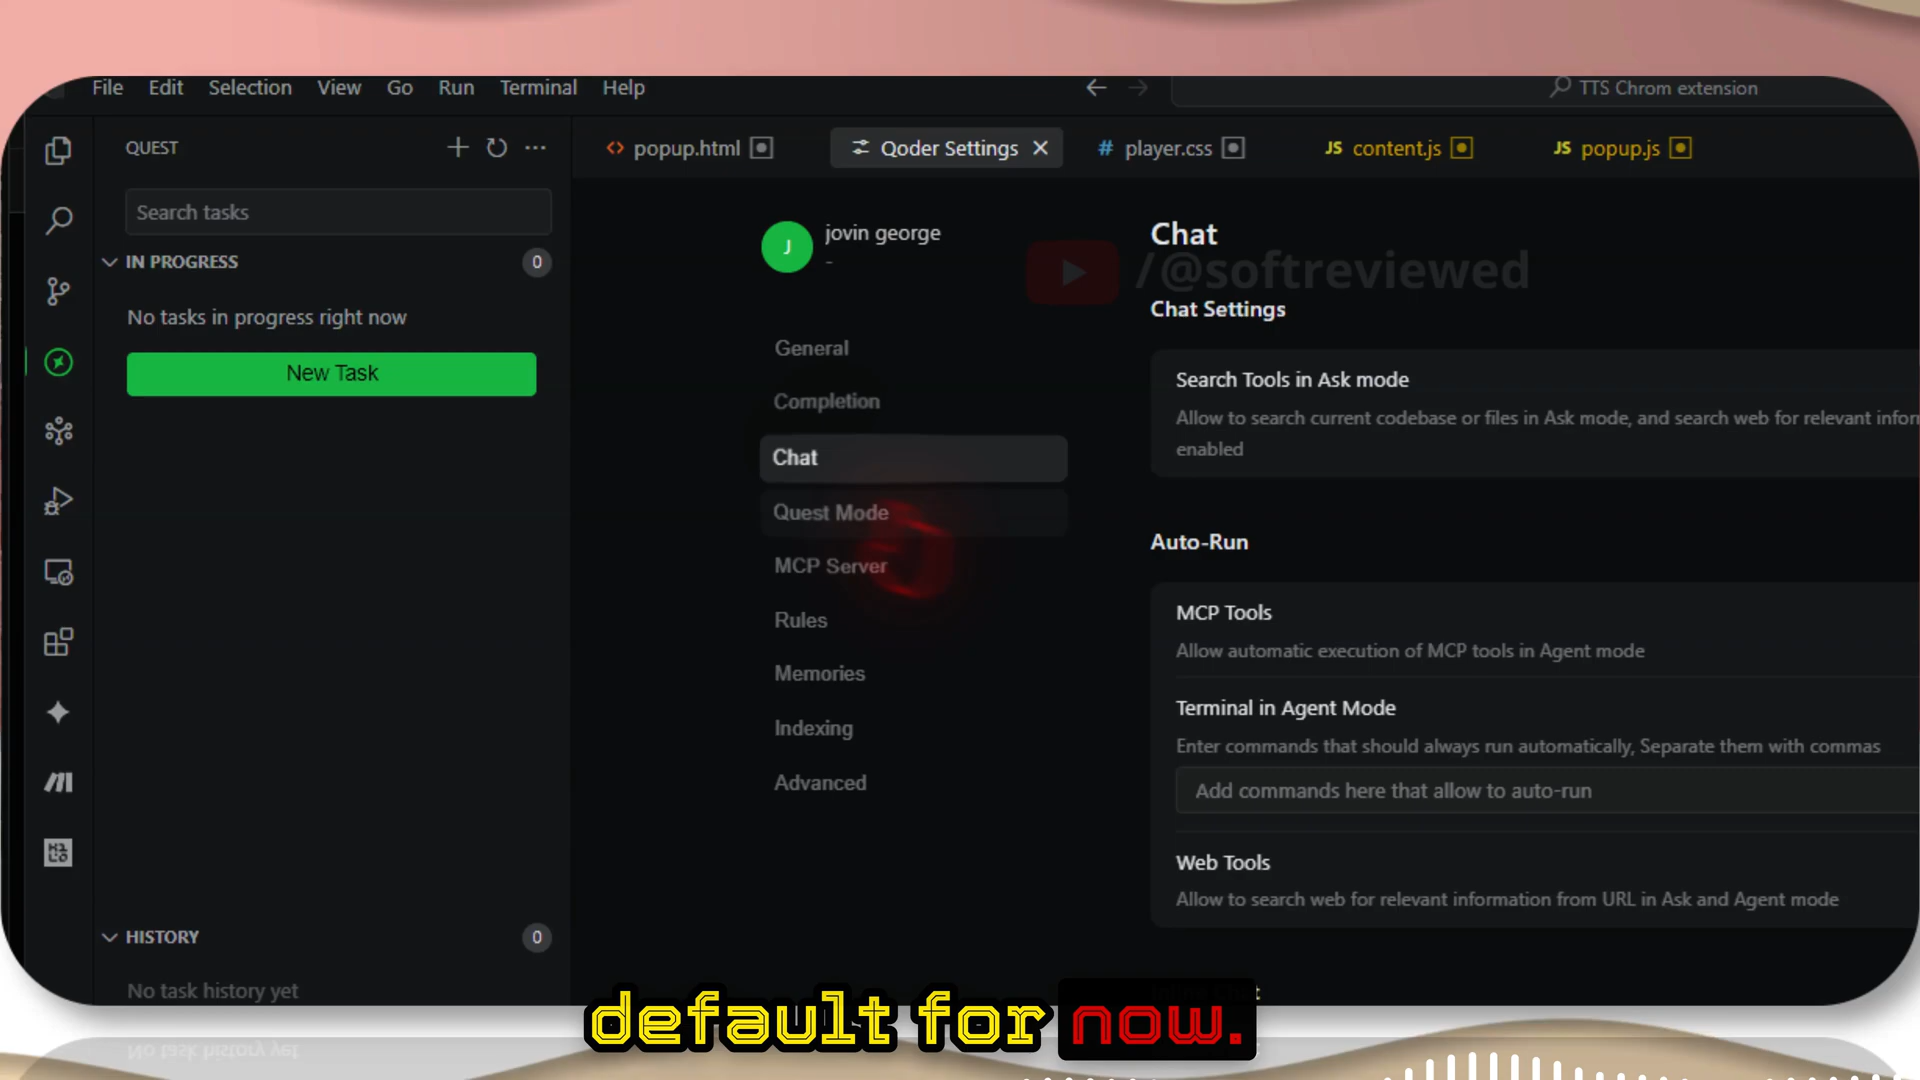 File Edit Selection View Go Run Terminal Help
TTS Chrom extension
QUEST
Search tasks
IN PROGRESS 0
No tasks in progress right now
New Task
HISTORY 0
No task history yet
popup.html
Qoder Settings
# player.css
JS content.js
JS popup.js
J
jovin george
-
General
Completion
Chat
Quest Mode
MCP Server
Rules
Memories
Indexing
Advanced
Chat
/@softreviewed
Chat Settings
Search Tools in Ask mode
Allow to search current codebase or files in Ask mode, and search web for relevant infor
enabled
Auto-Run
MCP Tools
Allow automatic execution of MCP tools in Agent mode
Terminal in Agent Mode
Enter commands that should always run automatically, Separate them with commas
Add commands here that allow to auto-run
Web Tools
Allow to search web for relevant information from URL in Ask and Agent mode
default for now.
No task history yet